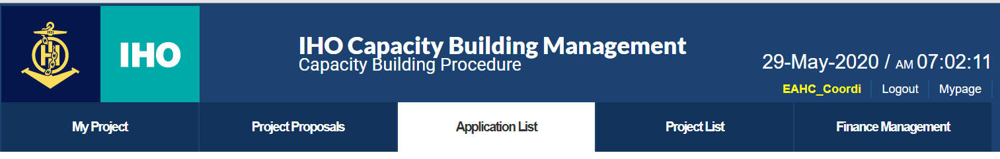 1921
IHO
IHO Capacity Building Management
Capacity Building Procedure
29-May-2020 / AM 07:02:11
EAHC_Coordi Logout Mypage
My Project Project Proposals Application List Project List Finance Management